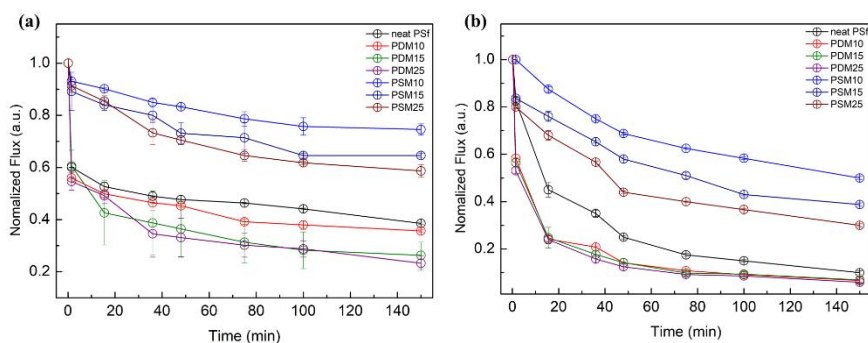 (a)
neat PSf
PDM10
PDM15
PDM25
PSM10
PSM15
PSM25
1.0
0.8
0.6
0.4
0.2
Nomalized Flux (a.u.)
0 20 40 60 80 100 120 140
Time (min)
(b)
neat PSf
PDM10
PDM15
PDM25
PSM10
PSM15
PSM25
1.0
0.8
0.6
0.4
0.2
Nomalized Flux (a.u.)
0 20 40 60 80 100 120 140
Time (min)